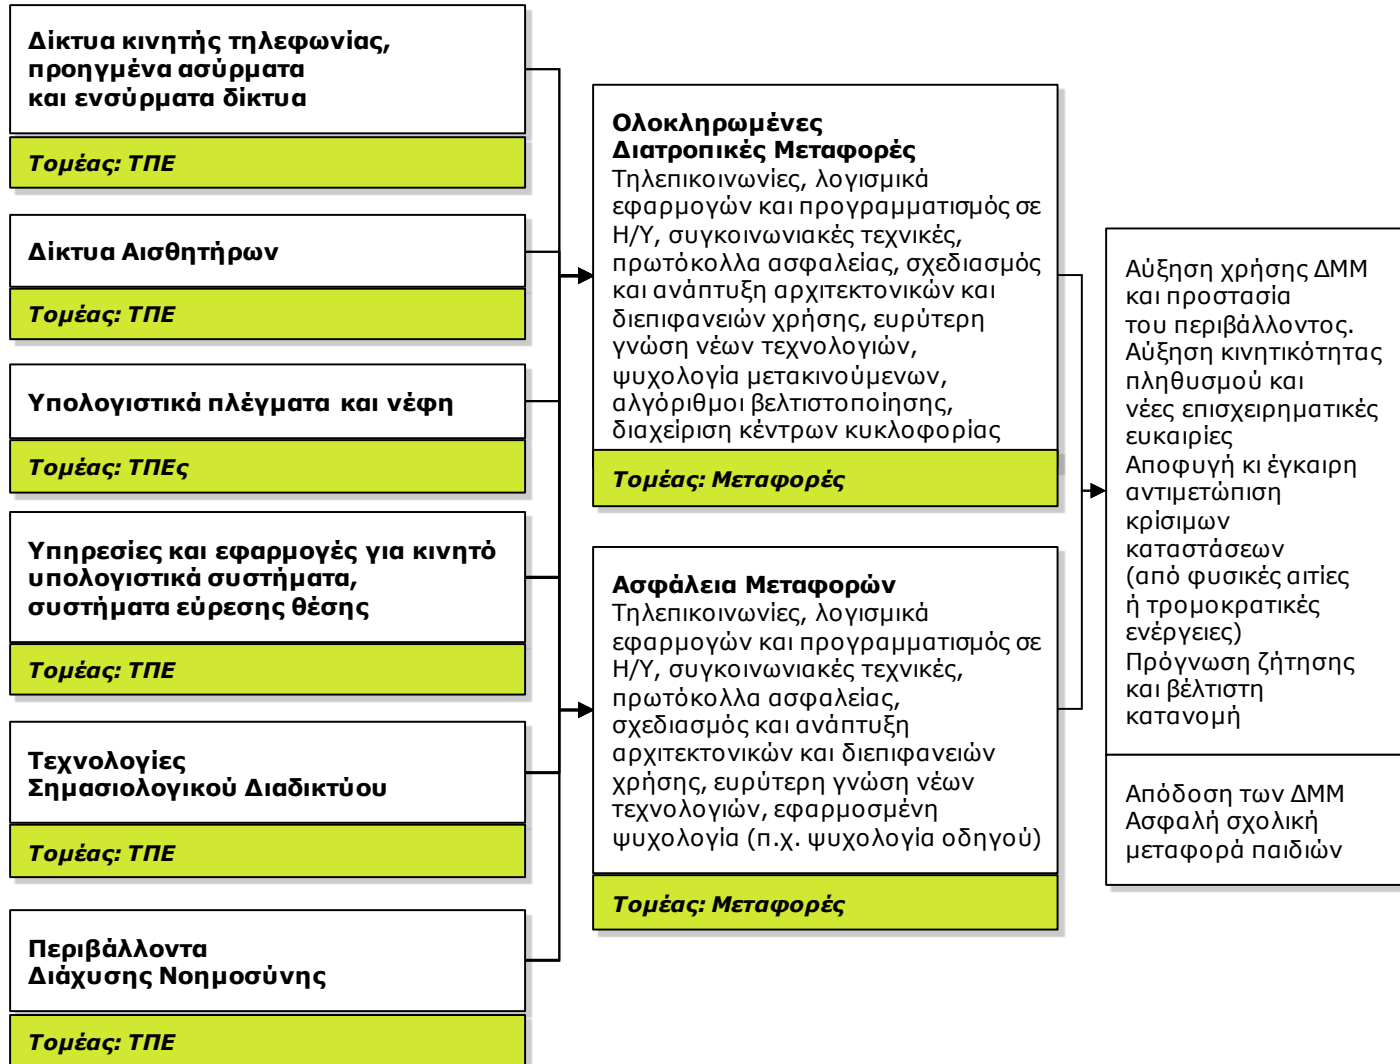 Δίκτυα κινητής τηλεφωνίας,
προηγμένα ασύρματα
και ενσύρματα δίκτυα
Τομέας: ΤΠΕ
Δίκτυα Αισθητήρων
Τομέας: ΤΠΕ
Υπολογιστικά πλέγματα και νέφη
Τομέας: ΤΠΕς
Υπηρεσίες και εφαρμογές για κινητό
υπολογιστικά συστήματα,
συστήματα εύρεσης θέσης
Τομέας: ΤΠΕ
Τεχνολογίες
Σημασιολογικού Διαδικτύου
Τομέας: ΤΠΕ
Περιβάλλοντα
Διάχυσης Νοημοσύνης
Τομέας: ΤΠΕ
Ολοκληρωμένες
Διατροπικές Μεταφορές
Τηλεπικοινωνίες, λογισμικά
εφαρμογών και προγραμματισμός σε
Η/Υ, συγκοινωνιακές τεχνικές,
πρωτόκολλα ασφαλείας, σχεδιασμός
και ανάπτυξη αρχιτεκτονικών και
διεπιφανειών χρήσης, ευρύτερη
γνώση νέων τεχνολογιών,
ψυχολογία μετακινούμενων,
αλγόριθμοι βελτιστοποίησης,
διαχείριση κέντρων κυκλοφορίας
Τομέας: Μεταφορές
Ασφάλεια Μεταφορών
Τηλεπικοινωνίες, λογισμικά
εφαρμογών και προγραμματισμός σε
Η/Υ, συγκοινωνιακές τεχνικές,
πρωτόκολλα ασφαλείας,
σχεδιασμός και ανάπτυξη
αρχιτεκτονικών και διεπιφανειών
χρήσης, ευρύτερη γνώση νέων
τεχνολογιών, εφαρμοσμένη
ψυχολογία (π.χ. ψυχολογία οδηγού)
Τομέας: Μεταφορές
Αύξηση χρήσης ΔΜΜ
και προστασία
του περιβάλλοντος.
Αύξηση κινητικότητας
πληθυσμού και
νέες επισχειρηματικές
ευκαιρίες
Αποφυγή κι έγκαιρη
αντιμετώπιση
κρίσιμων
καταστάσεων
(από φυσικές αιτίες
ή τρομοκρατικές
ενέργειες)
Πρόγνωση ζήτησης
και βέλτιστη
κατανομή
Απόδοση των ΔΜΜ
Ασφαλή σχολική
μεταφορά παιδιών